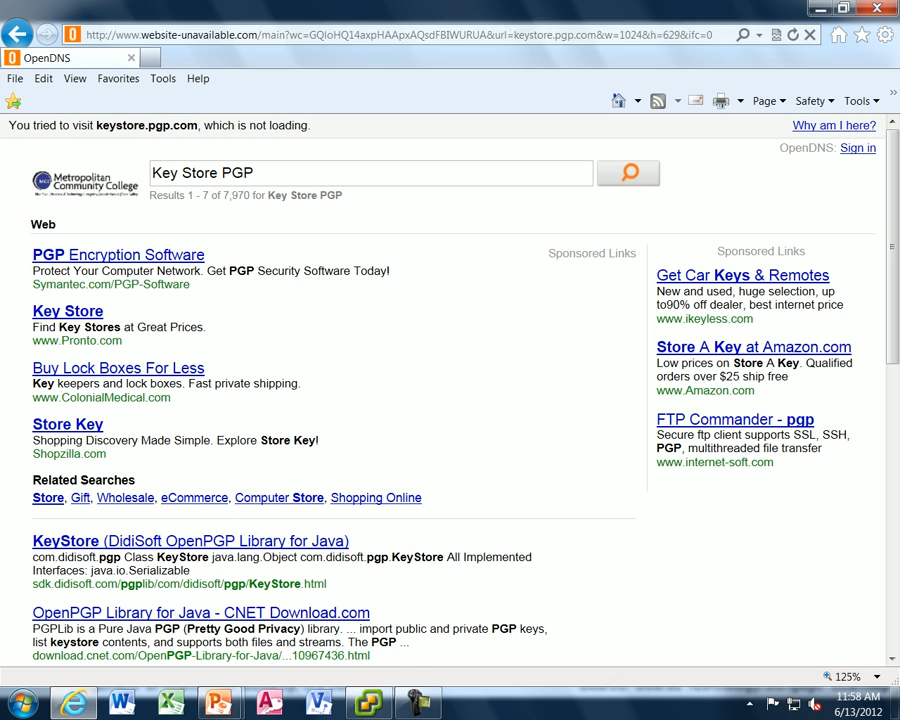 http://www.website-unavailable.com/main?wc=GQIoHQ14axpHAApxAQsdFBIWURUA&url=keystore.pgp.com&w=1024&h=629&ifc=0
OpenDNS
File Edit View Favorites Tools Help
Page Safety Tools
You tried to visit keystore.pgp.com, which is not loading.
Why am I here?
OpenDNS: Sign in
Metropolitan
Community College
Key Store PGP
Results 1 - 7 of 7,970 for Key Store PGP
Web
Sponsored Links
PGP Encryption Software
Protect Your Computer Network. Get PGP Security Software Today!
Symantec.com/PGP-Software
Key Store
Find Key Stores at Great Prices.
www.Pronto.com
Buy Lock Boxes For Less
Key keepers and lock boxes. Fast private shipping.
www.ColonialMedical.com
Store Key
Shopping Discovery Made Simple. Explore Store Key!
Shopzilla.com
Related Searches
Store, Gift, Wholesale, eCommerce, Computer Store, Shopping Online
KeyStore (DidiSoft OpenPGP Library for Java)
com.didisoft.pgp Class KeyStore java.lang.Object com.didisoft.pgp.KeyStore All Implemented
Interfaces: java.io.Serializable
sdk.didisoft.com/pgplib/com/didisoft/pgp/KeyStore.html
OpenPGP Library for Java - CNET Download.com
PGPLib is a Pure Java PGP (Pretty Good Privacy) library. ... import public and private PGP keys,
list keystore contents, and supports both files and streams. The PGP ...
download.cnet.com/OpenPGP-Library-for-Java/...10967436.html
Sponsored Links
Get Car Keys & Remotes
New and used, huge selection, up
to90% off dealer, best internet price
www.ikeyless.com
Store A Key at Amazon.com
Low prices on Store A Key. Qualified
orders over $25 ship free
www.Amazon.com
FTP Commander - pgp
Secure ftp client supports SSL, SSH,
PGP, multithreaded file transfer
www.internet-soft.com
125%
11:58 AM
6/13/2012